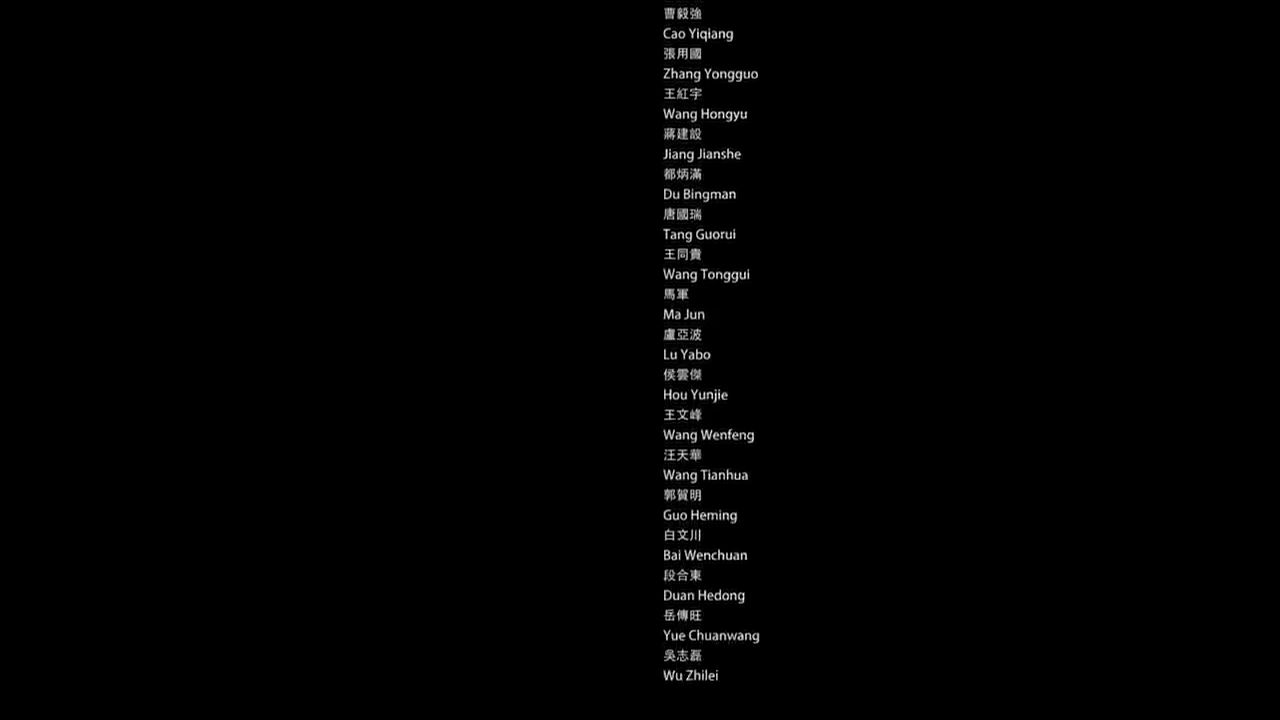 曹毅強
Cao Yiqiang
張用國
Zhang Yongguo
王紅宇
Wang Hongyu
蔣建設
Jiang Jianshe
都炳滿
Du Bingman
唐國瑞
Tang Guorui
王同貴
Wang Tonggui
馬軍
Ma Jun
盧亞波
Lu Yabo
侯雲傑
Hou Yunjie
王文峰
Wang Wenfeng
汪天華
Wang Tianhua
郭賀明
Guo Heming
白文川
Bai Wenchuan
段合東
Duan Hedong
岳傳旺
Yue Chuanwang
吳志磊
Wu Zhilei